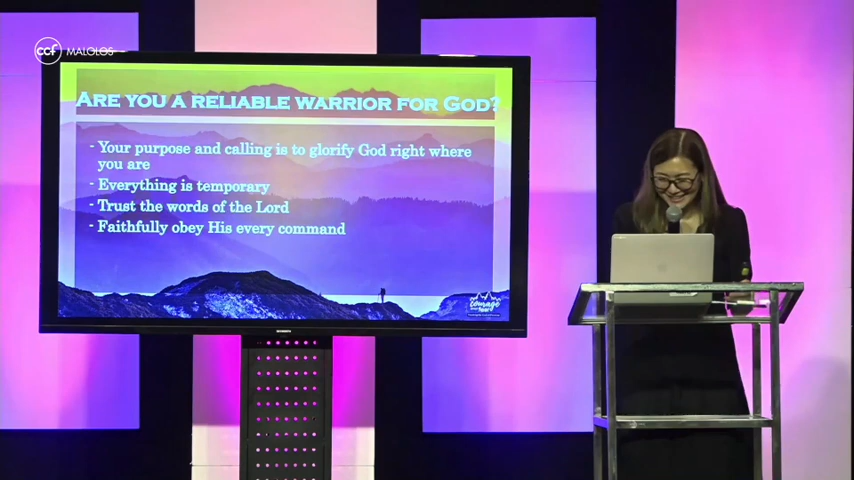 ccf MALOLOS
ARE YOU A RELIABLE WARRIOR FOR GOD?
- Your purpose and calling is to glorify God right where
you are
- Everything is temporary
- Trust the words of the Lord
- Faithfully obey His every command
courage